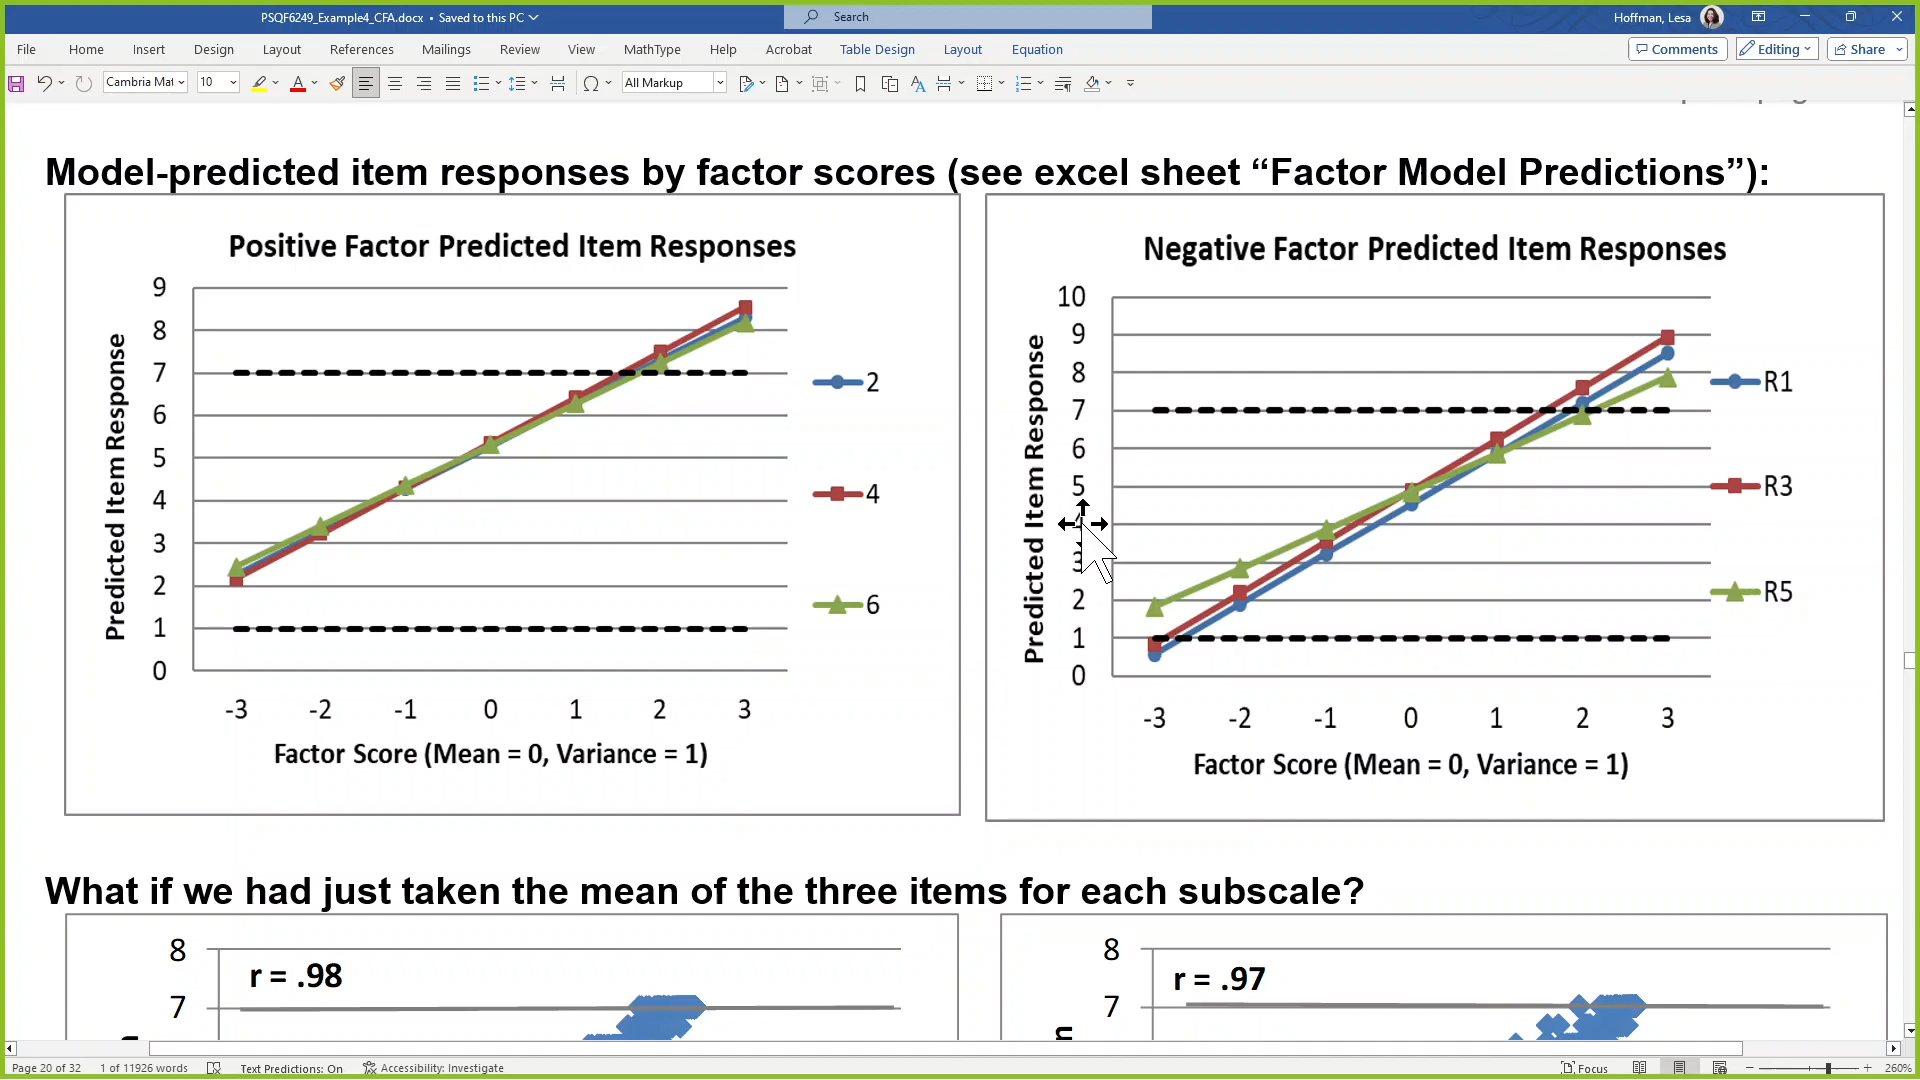 PSQF6249_Example4_CFA.docx • Saved to this PC
Search
Hoffman, Lesa
File Home Insert Design Layout References Mailings Review View MathType Help Acrobat Table Design Layout Equation
Comments Editing Share
Cambria Mat 10 All Markup
Model-predicted item responses by factor scores (see excel sheet “Factor Model Predictions”):
Positive Factor Predicted Item Responses
Predicted Item Response
9
8
7
6
5
4
3
2
1
0
-3 -2 -1 0 1 2 3
Factor Score (Mean = 0, Variance = 1)
2
4
6
Negative Factor Predicted Item Responses
Predicted Item Response
10
9
8
7
6
5
3
2
1
0
-3 -2 -1 0 1 2 3
Factor Score (Mean = 0, Variance = 1)
R1
R3
R5
What if we had just taken the mean of the three items for each subscale?
8
r = .98
7
8
r = .97
7
n
Page 20 of 32 1 of 11926 words Text Predictions: On Accessibility: Investigate
Focus 260%